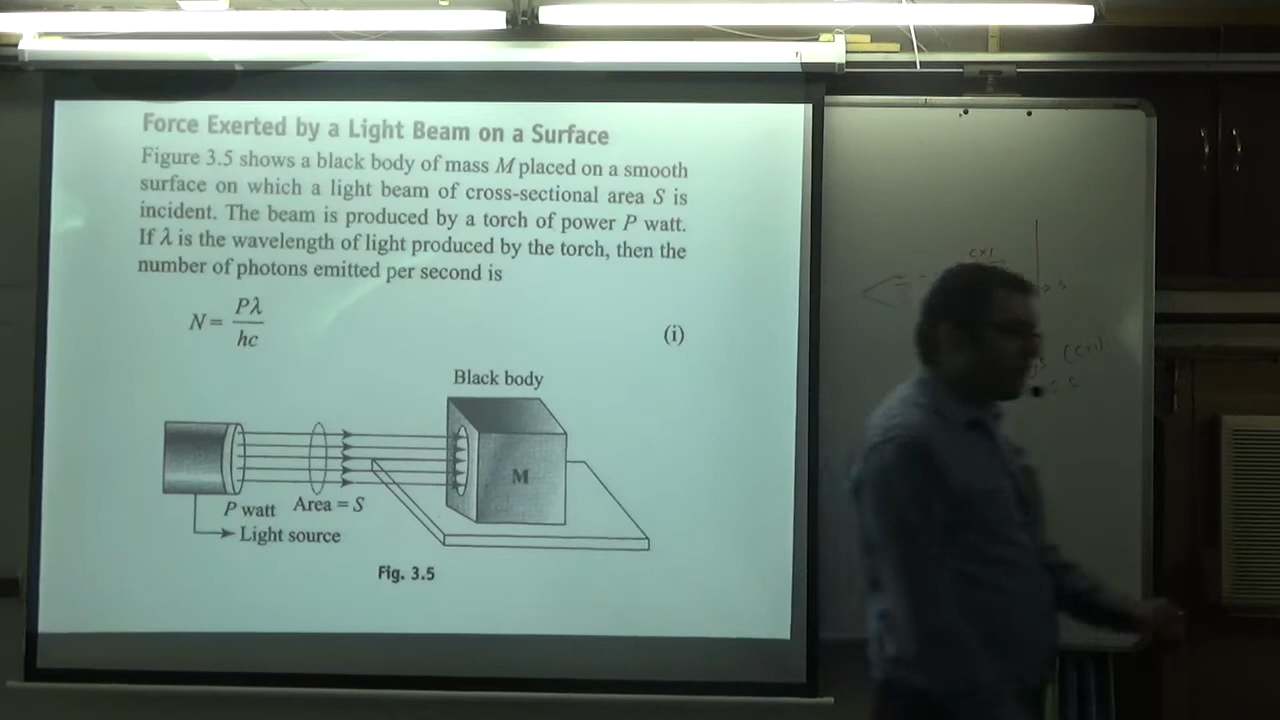 Force Exerted by a Light Beam on a Surface
Figure 3.5 shows a black body of mass M placed on a smooth
surface on which a light beam of cross-sectional area S is
incident. The beam is produced by a torch of power P watt.
If λ is the wavelength of light produced by the torch, then the
number of photons emitted per second is
N = Pλ / hc (i)
Black body
M
P watt
Area = S
Light source
Fig. 3.5
C×1